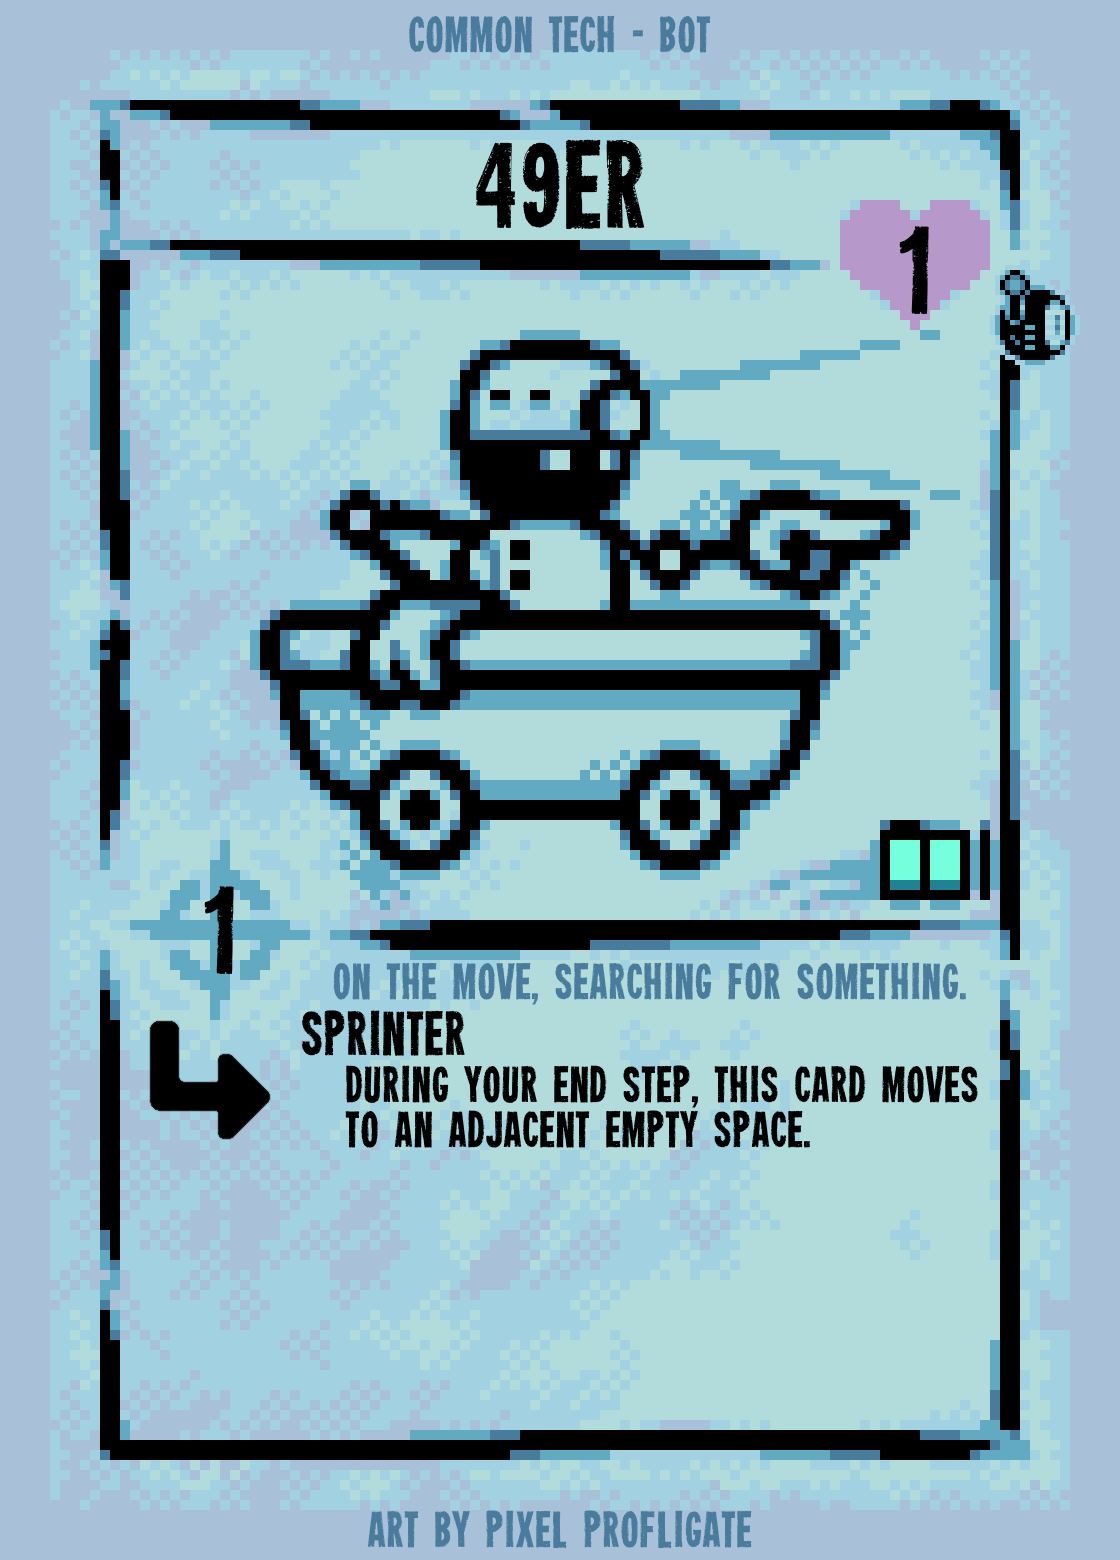 COMMON TECH - BOT
49ER
1
1
ON THE MOVE, SEARCHING FOR SOMETHING.
SPRINTER
DURING YOUR END STEP, THIS CARD MOVES
TO AN ADJACENT EMPTY SPACE.
ART BY PIXEL PROFLIGATE